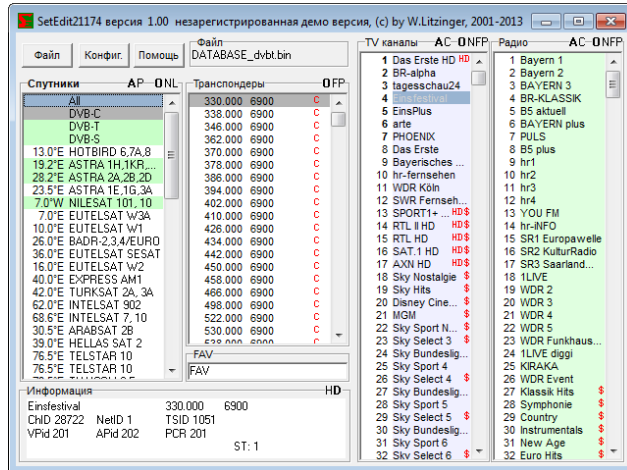 SetEdit21174 версия 1.00 незарегистрированная демо версия, (c) by W.Litzinger, 2001-2013
Файл
Конфиг.
Помощь
Файл
DATABASE_dvbt.bin
Спутники
AP ONL
All
DVB-C
DVB-T
DVB-S
13.0°E HOTBIRD 6,7A,8
19.2°E ASTRA 1H,1KR,...
28.2°E ASTRA 2A,2B,2D
23.5°E ASTRA 1E,1G,3A
7.0°W NILESAT 101, 10
7.0°E EUTELSAT W3A
10.0°E EUTELSAT W1
26.0°E BADR-2,3,4/EURO
36.0°E EUTELSAT SESAT
16.0°E EUTELSAT W2
40.0°E EXPRESS AM1
42.0°E TURKSAT 2A, 3A
62.0°E INTELSAT 902
68.6°E INTELSAT 7, 10
30.5°E ARABSAT 2B
39.0°E HELLAS SAT 2
76.5°E TELSTAR 10
76.5°E TELSTAR 10
Транспондеры
OFP
330.000 6900 C
338.000 6900 C
346.000 6900 C
362.000 6900 C
370.000 6900 C
378.000 6900 C
386.000 6900 C
394.000 6900 C
402.000 6900 C
410.000 6900 C
426.000 6900 C
434.000 6900 C
442.000 6900 C
450.000 6900 C
458.000 6900 C
466.000 6900 C
498.000 6900 C
522.000 6900 C
530.000 6900 C
538.000 6900 C
FAV
FAV
TV каналы
AC-ONFP
1 Das Erste HD HD
2 BR-alpha
3 tagesschau24
4 Einsfestival
5 EinsPlus
6 arte
7 PHOENIX
8 Das Erste
9 Bayerisches ...
10 hr-fernsehen
11 WDR Köln
12 SWR Fernseh...
13 SPORT1+ ... HD$
14 RTL II HD HD$
15 RTL HD HD$
16 SAT.1 HD HD$
17 AXN HD HD$
18 Sky Nostalgie $
19 Sky Hits $
20 Disney Cine... $
21 MGM $
22 Sky Sport N... $
23 Sky Select 3 $
24 Sky Bundeslig...
25 Sky Sport 4
26 Sky Select 4 $
27 Sky Bundeslig...
28 Sky Sport 5
29 Sky Select 5 $
30 Sky Bundeslig...
31 Sky Sport 6
32 Sky Select 6 $
Радио
AC-ONFP
1 Bayern 1
2 Bayern 2
3 BAYERN 3
4 BR-KLASSIK
5 B5 aktuell
6 BAYERN plus
7 PULS
8 B5 plus
9 hr1
10 hr2
11 hr3
12 hr4
13 YOU FM
14 hr-iNFO
15 SR1 Europawelle
16 SR2 KulturRadio
17 SR3 Saarland...
18 1LIVE
19 WDR 2
20 WDR 3
21 WDR 4
22 WDR 5
23 WDR Funkhaus...
24 1LIVE diggi
25 KIRAKA
26 WDR Event
27 Klassik Hits $
28 Symphonie $
29 Country $
30 Instrumentals $
31 New Age $
32 Euro Hits $
Информация
HD
Einsfestival 330.000 6900
ChID 28722 NetID 1 TSID 1051
VPid 201 APid 202 PCR 201
ST: 1